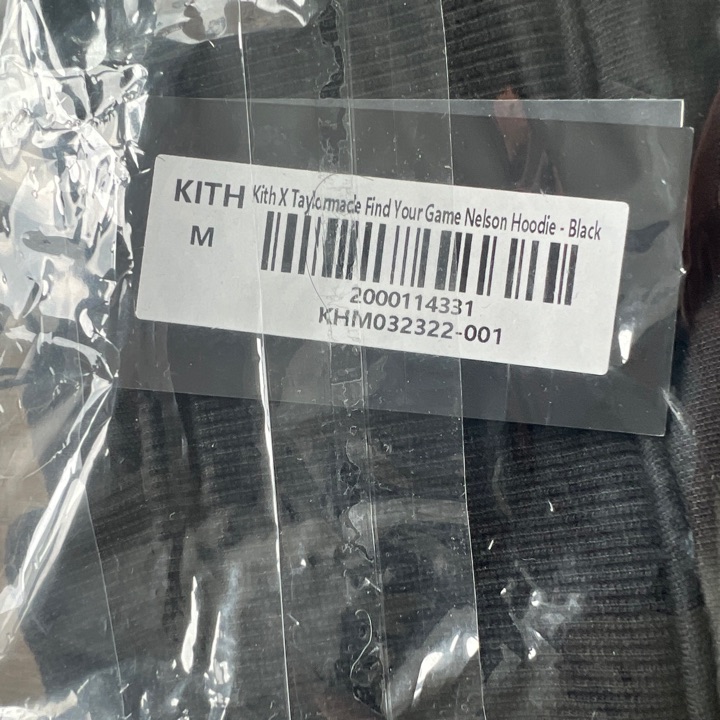 KITH Kith X Taylormade Find Your Game Nelson Hoodie - Black
M
2000114331
KHM032322-001